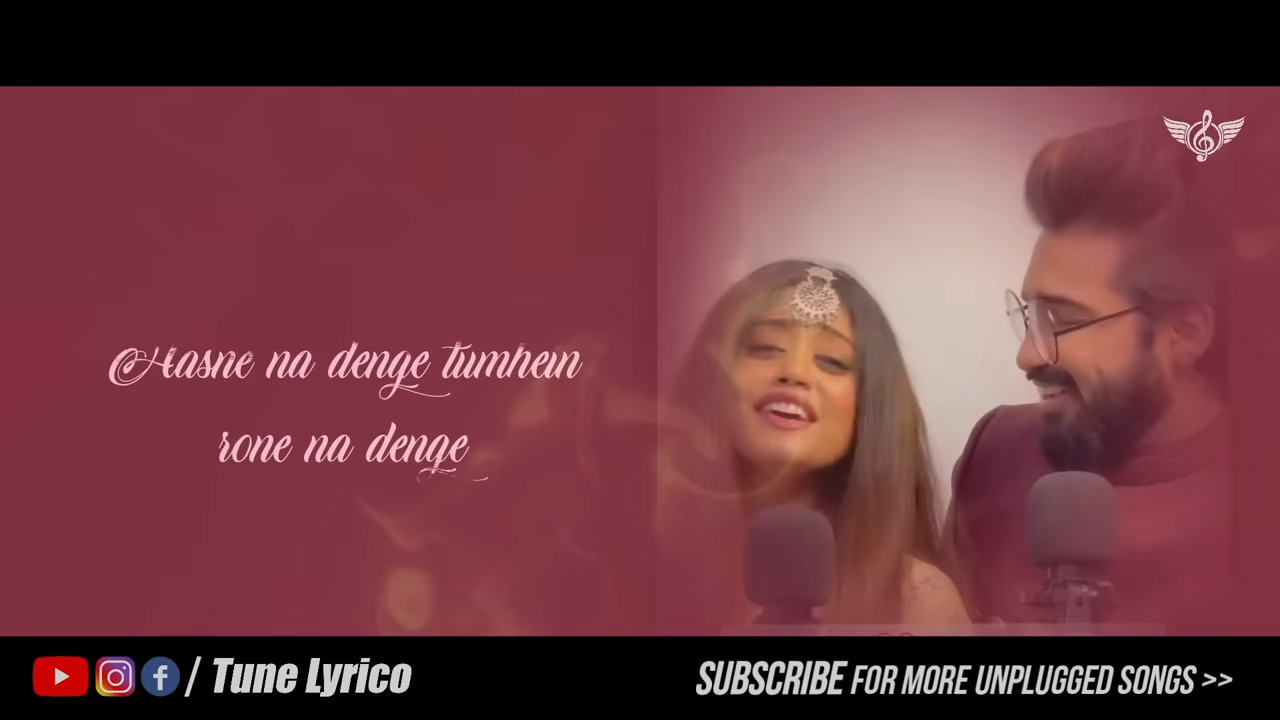 Hasne na denge tumhein
rone na denge
/ Tune Lyrico
SUBSCRIBE FOR MORE UNPLUGGED SONGS >>